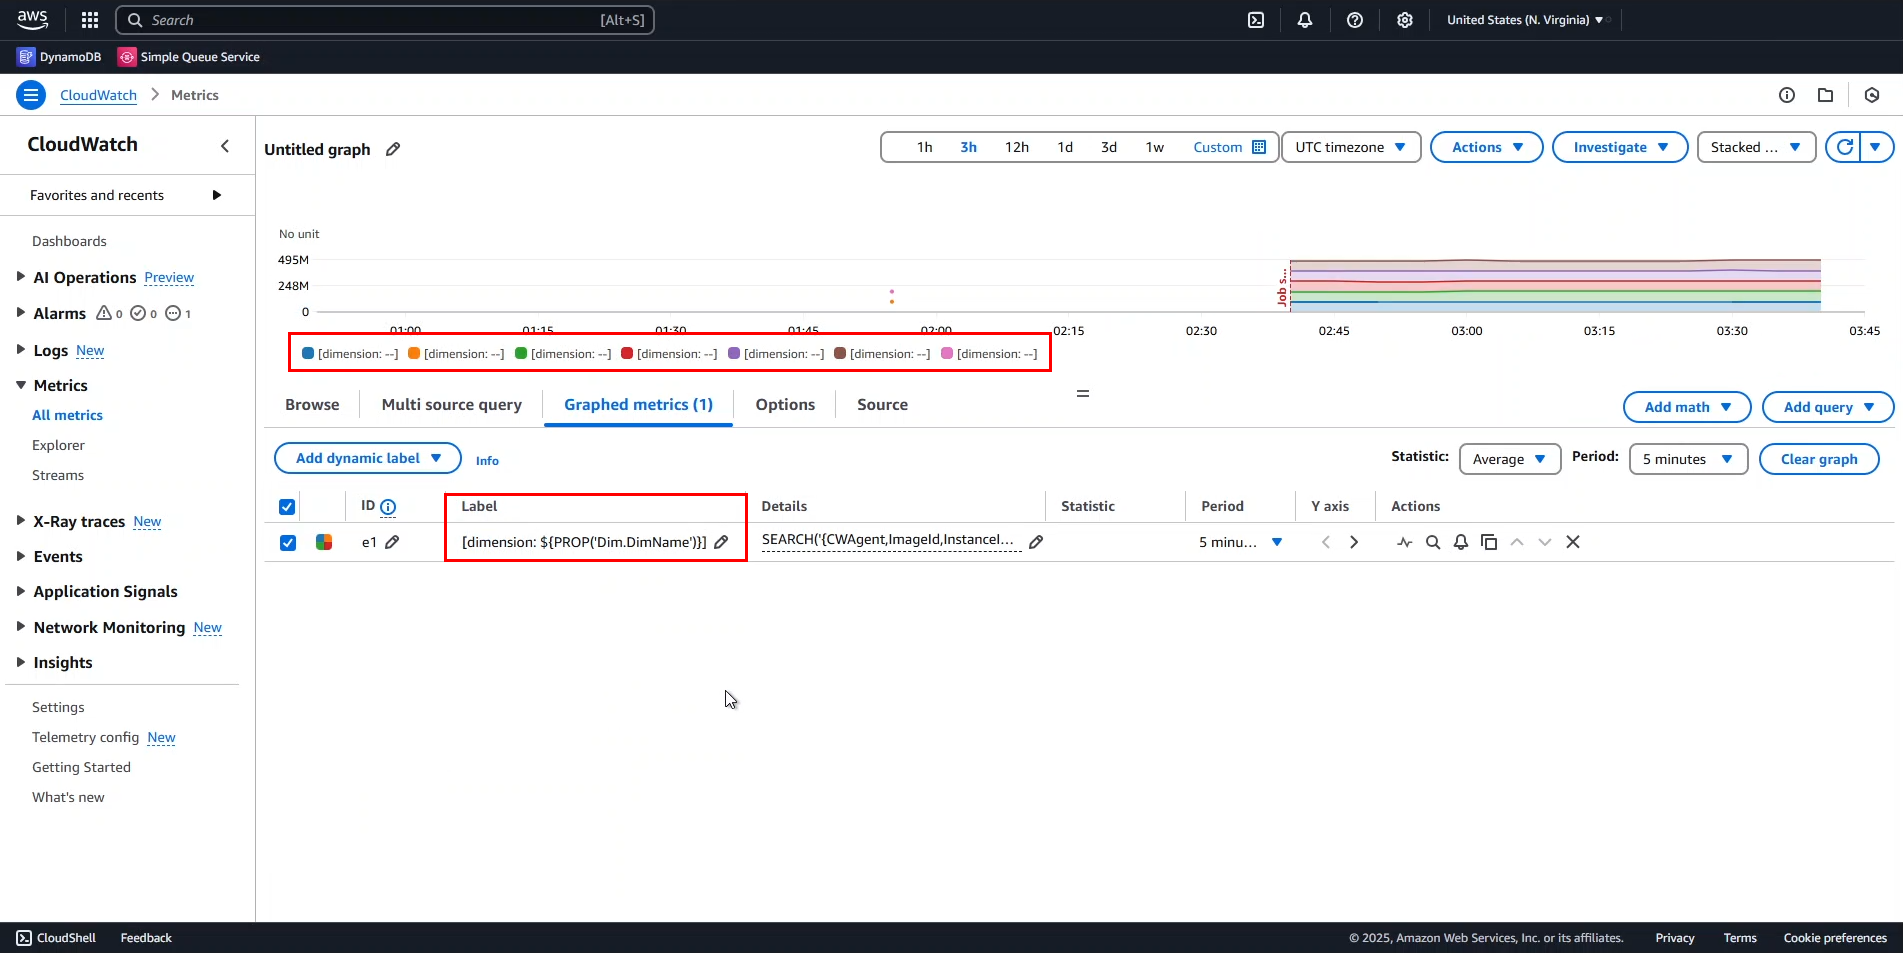 aws
Search [Alt+S]
United States (N. Virginia)
DynamoDB Simple Queue Service
CloudWatch Metrics
CloudWatch
Favorites and recents
Dashboards
AI Operations Preview
Alarms 0 0 1
Logs New
Metrics
All metrics
Explorer
Streams
X-Ray traces New
Events
Application Signals
Network Monitoring New
Insights
Settings
Telemetry config New
Getting Started
What's new
Untitled graph
1h 3h 12h 1d 3d 1w Custom UTC timezone Actions Investigate Stacked ...
No unit
495M
248M
0
Job s...
01:00 01:15 01:30 01:45 02:00 02:15 02:30 02:45 03:00 03:15 03:30 03:45
[dimension: --] [dimension: --] [dimension: --] [dimension: --] [dimension: --] [dimension: --] [dimension: --]
Browse Multi source query Graphed metrics (1) Options Source Add math Add query
Add dynamic label Info Statistic: Average Period: 5 minutes Clear graph
ID Label Details Statistic Period Y axis Actions
e1 [dimension: ${PROP('Dim.DimName')}] SEARCH('{CWAgent,ImageId,InstanceI... 5 minu...
CloudShell Feedback © 2025, Amazon Web Services, Inc. or its affiliates. Privacy Terms Cookie preferences